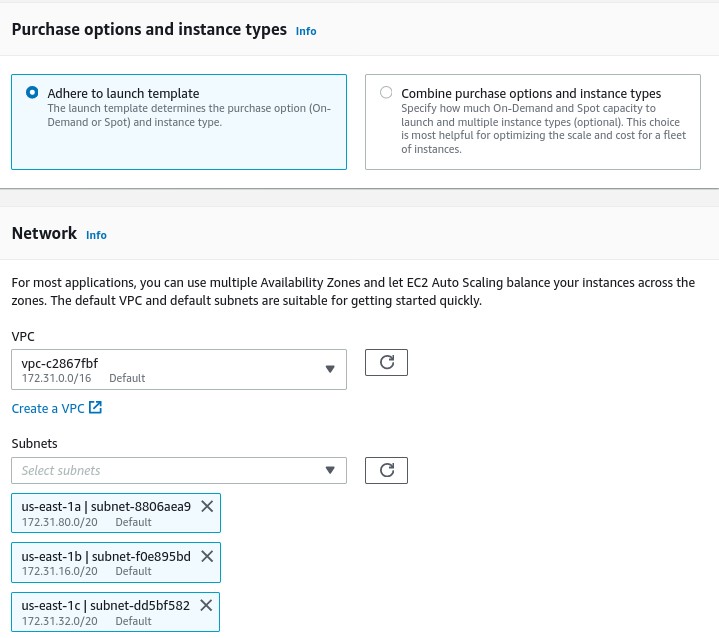 Purchase options and instance types Info
Adhere to launch template
The launch template determines the purchase option (On-
Demand or Spot) and instance type.
Combine purchase options and instance types
Specify how much On-Demand and Spot capacity to
launch and multiple instance types (optional). This choice
is most helpful for optimizing the scale and cost for a fleet
of instances.
Network Info
For most applications, you can use multiple Availability Zones and let EC2 Auto Scaling balance your instances across the
zones. The default VPC and default subnets are suitable for getting started quickly.
VPC
vpc-c2867fbf
172.31.0.0/16 Default
Create a VPC
Subnets
Select subnets
us-east-1a | subnet-8806aea9
172.31.80.0/20 Default
us-east-1b | subnet-f0e895bd
172.31.16.0/20 Default
us-east-1c | subnet-dd5bf582
172.31.32.0/20 Default